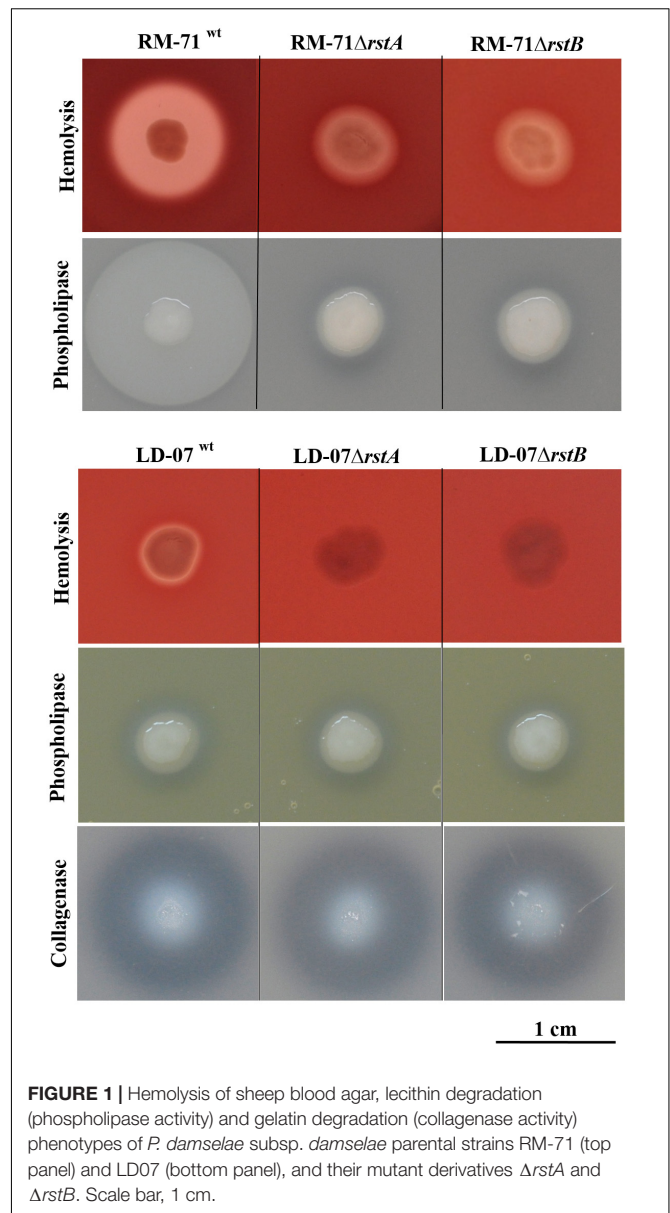 RM-71 wt RM-71ΔrstA RM-71ΔrstB
Hemolysis
Phospholipase
LD-07 wt LD-07ΔrstA LD-07ΔrstB
Hemolysis
Phospholipase
Collagenase
1 cm
FIGURE 1 | Hemolysis of sheep blood agar, lecithin degradation
(phospholipase activity) and gelatin degradation (collagenase activity)
phenotypes of P. damselae subsp. damselae parental strains RM-71 (top
panel) and LD07 (bottom panel), and their mutant derivatives ΔrstA and
ΔrstB. Scale bar, 1 cm.